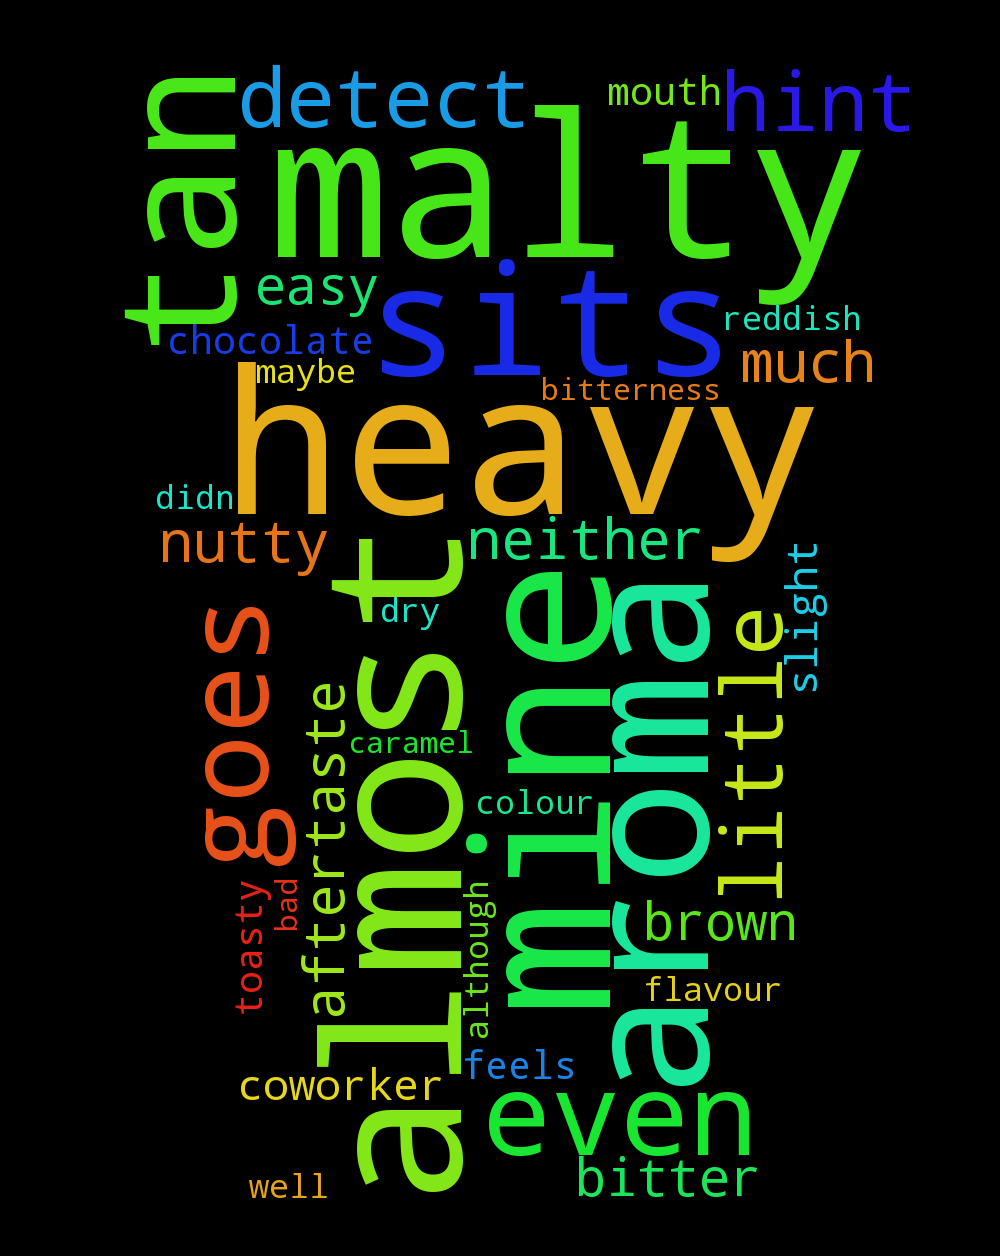 tan
detect
mouth
hint
malty
easy
sits
reddish
chocolate
much
maybe
bitterness
heavy
didn
nutty
neither
almost
mine
aroma
slight
dry
goes
little
aftertaste
caramel
colour
toasty
bad
although
brown
flavour
feels
coworker
even
bitter
well